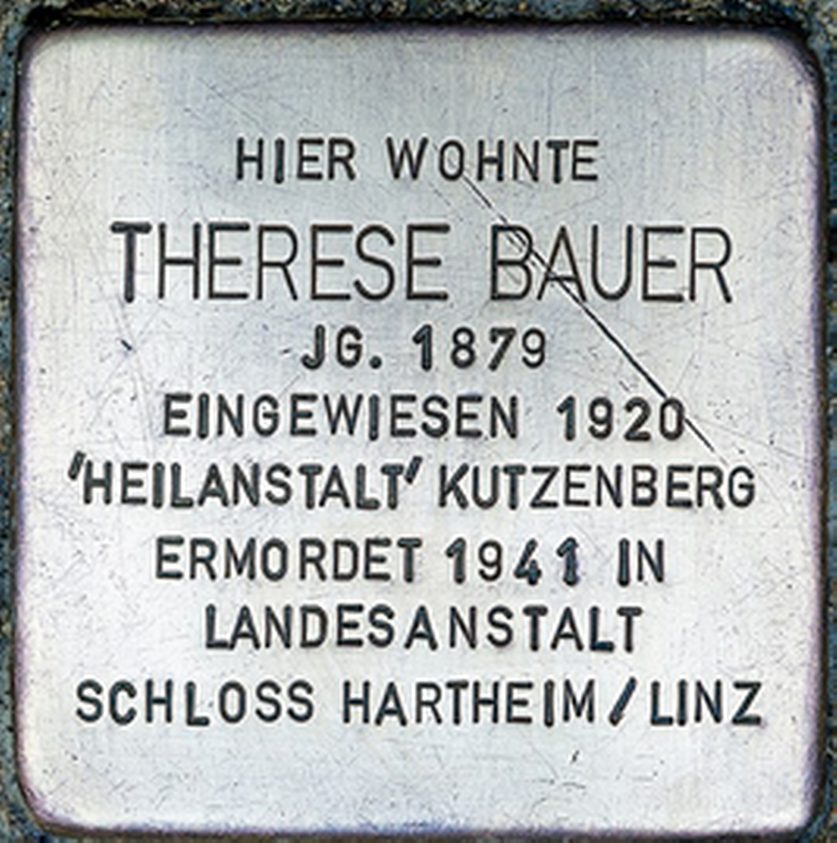 HIER WOHNTE
THERESE BAUER
JG. 1879
EINGEWIESEN 1920
'HEILANSTALT' KUTZENBERG
ERMORDET 1941 IN
LANDESANSTALT
SCHLOSS HARTHEIM/LINZ